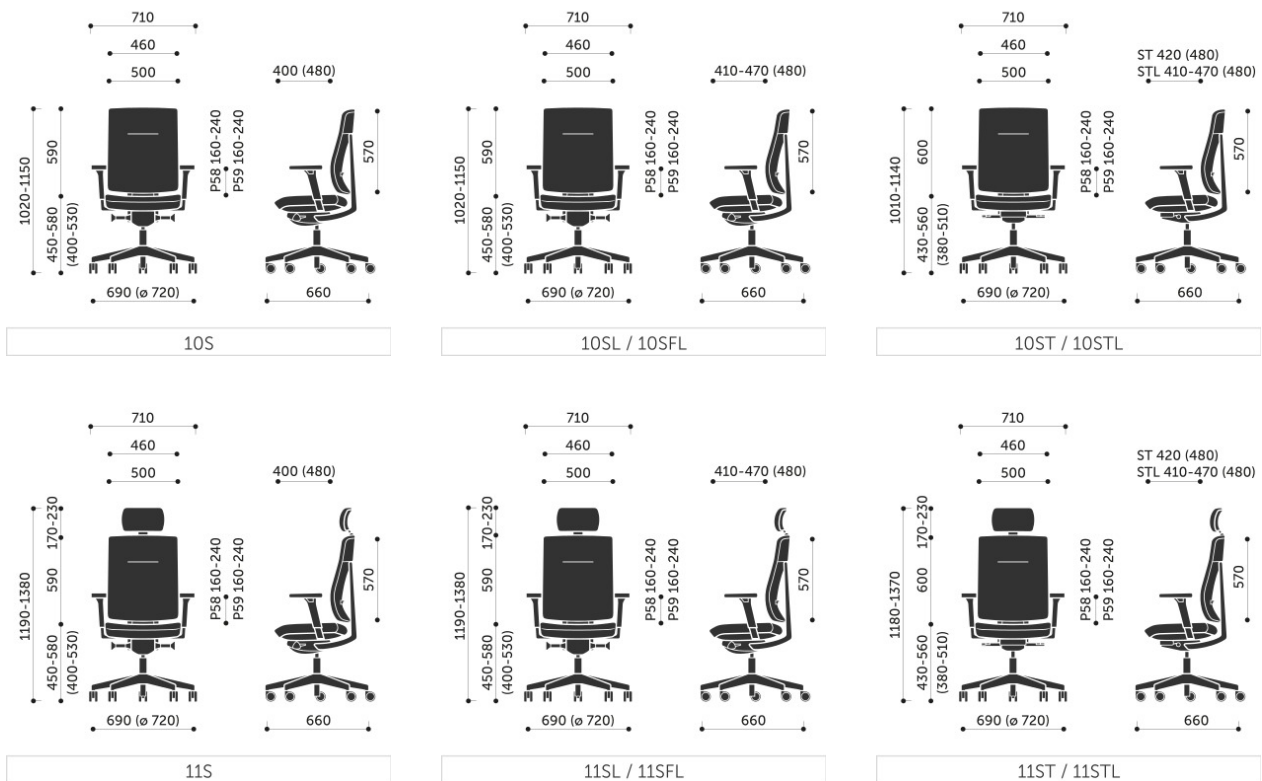 710
460
500
400 (480)
1020-1150
590
450-580
(400-530)
P58 160-240
P59 160-240
570
690 (ø 720)
660
10S
710
460
500
410-470 (480)
1020-1150
590
450-580
(400-530)
P58 160-240
P59 160-240
570
690 (ø 720)
660
10SL / 10SFL
710
460
500
ST 420 (480)
STL 410-470 (480)
1010-1140
600
430-560
(380-510)
P58 160-240
P59 160-240
570
690 (ø 720)
660
10ST / 10STL
710
460
500
400 (480)
1190-1380
170-230
590
450-580
(400-530)
P58 160-240
P59 160-240
570
690 (ø 720)
660
11S
710
460
500
410-470 (480)
1190-1380
170-230
590
450-580
(400-530)
P58 160-240
P59 160-240
570
690 (ø 720)
660
11SL / 11SFL
710
460
500
ST 420 (480)
STL 410-470 (480)
1180-1370
170-230
600
430-560
(380-510)
P58 160-240
P59 160-240
570
690 (ø 720)
660
11ST / 11STL